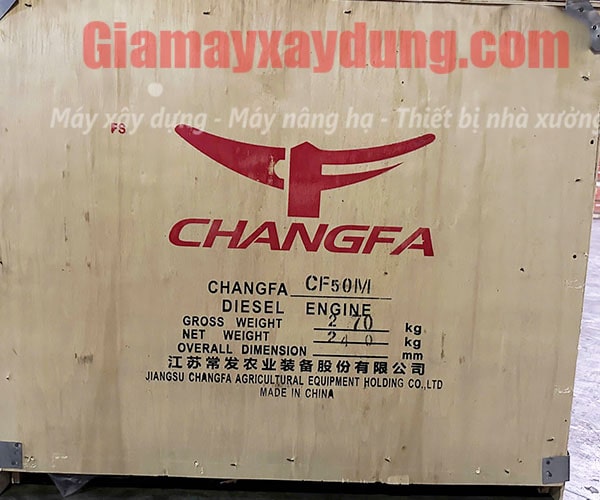 Giamayxaydung.com
Máy xây dựng - Máy nâng hạ - Thiết bị nhà xưởng
FS
CF
CHANGFA
CHANGFA CF50M
DIESEL ENGINE
GROSS WEIGHT 270 kg
NET WEIGHT 240 kg
OVERALL DIMENSION mm
江苏常发农业装备股份有限公司
JIANGSU CHANGFA AGRICULTURAL EQUIPMENT HOLDING CO.,LTD
MADE IN CHINA